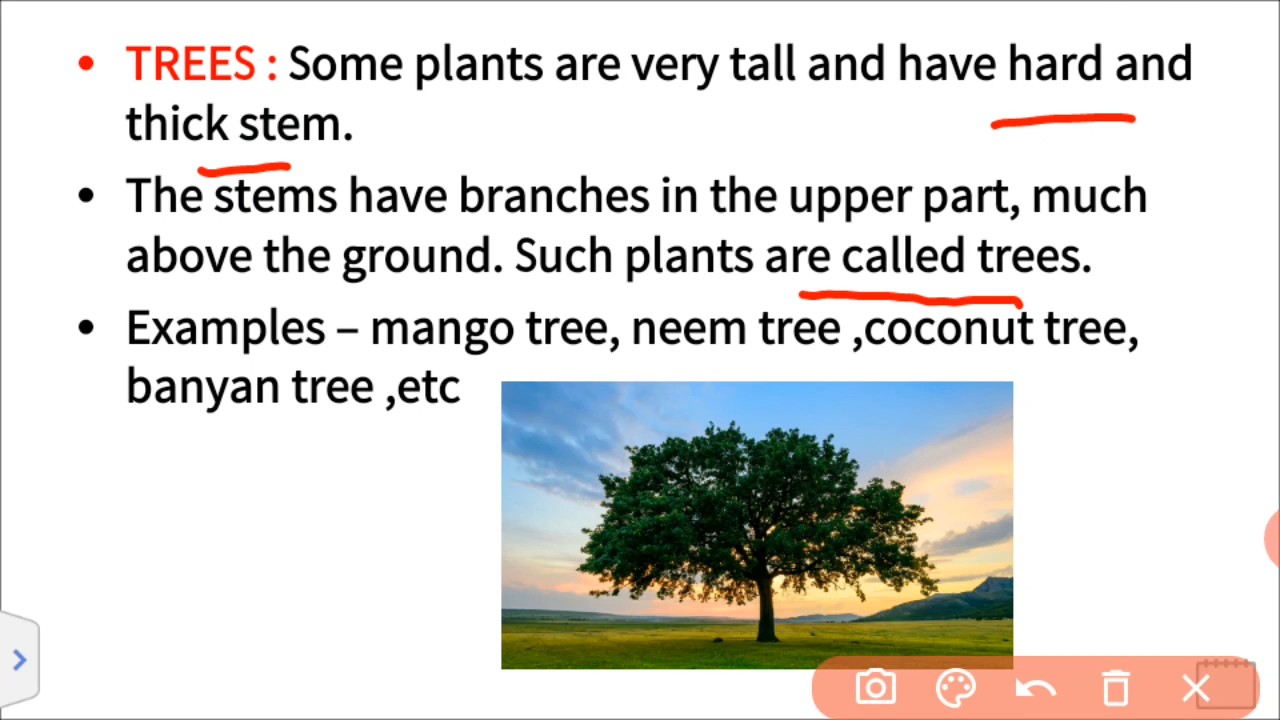 • TREES : Some plants are very tall and have hard and
thick stem.
• The stems have branches in the upper part, much
above the ground. Such plants are called trees.
• Examples – mango tree, neem tree ,coconut tree,
banyan tree ,etc